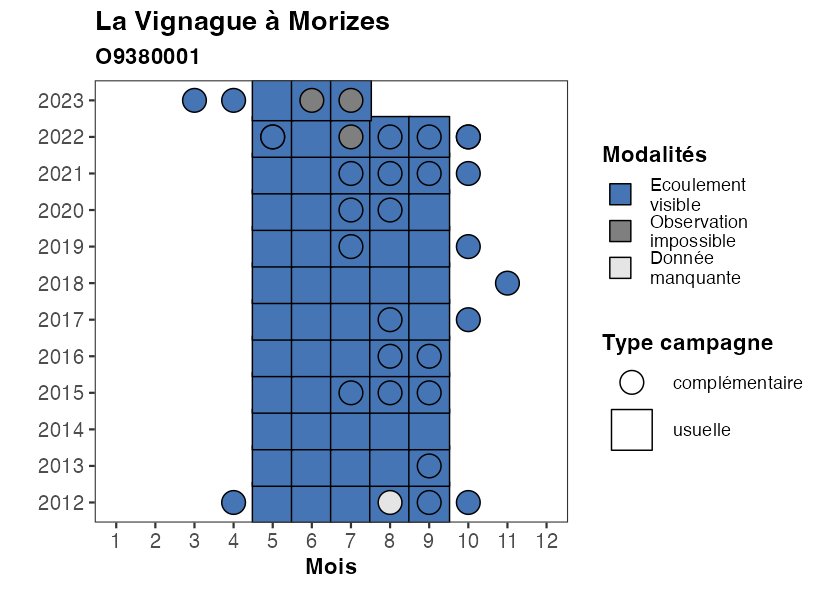 La Vignague à Morizes
O9380001
2023
2022
2021
2020
2019
2018
2017
2016
2015
2014
2013
2012
1 2 3 4 5 6 7 8 9 10 11 12
Mois
Modalités
Ecoulement
visible
Observation
impossible
Donnée
manquante
Type campagne
complémentaire
usuelle